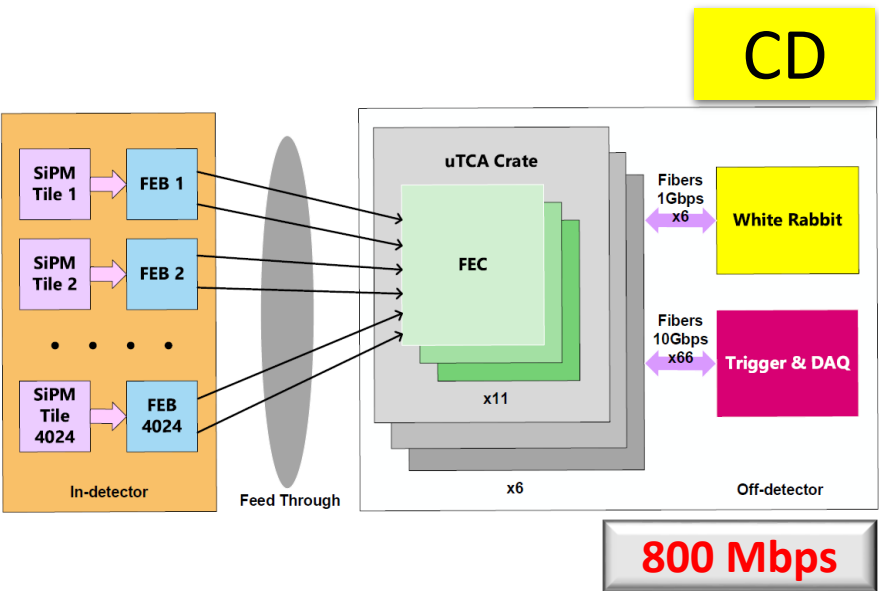 CD
SiPM
Tile 1
FEB 1
SiPM
Tile 2
FEB 2
SiPM
Tile
4024
FEB
4024
In-detector
Feed Through
uTCA Crate
FEC
x11
x6
Fibers
1Gbps
x6
White Rabbit
Fibers
10Gbps
x66
Trigger & DAQ
Off-detector
800 Mbps